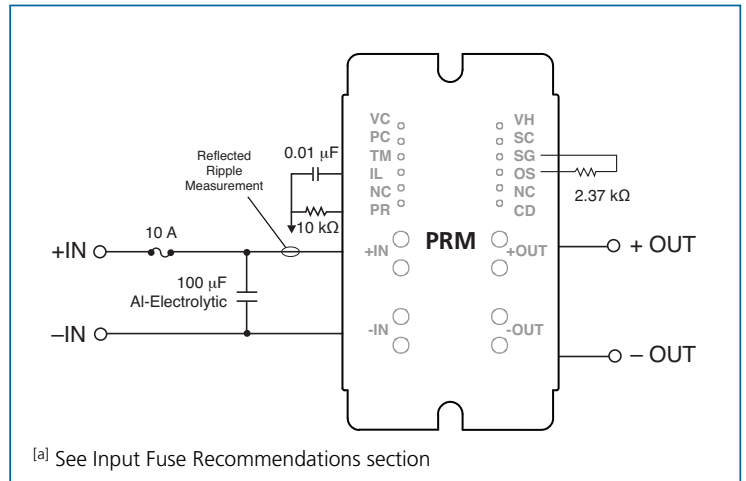 VC
PC
TM
IL
NC
PR
VH
SC
SG
OS
NC
CD
0.01 μF
Reflected
Ripple
Measurement
10 kΩ
2.37 kΩ
10 A
+IN
+IN
PRM
+OUT
+ OUT
100 μF
Al-Electrolytic
–IN
-IN
-OUT
– OUT
[a] See Input Fuse Recommendations section